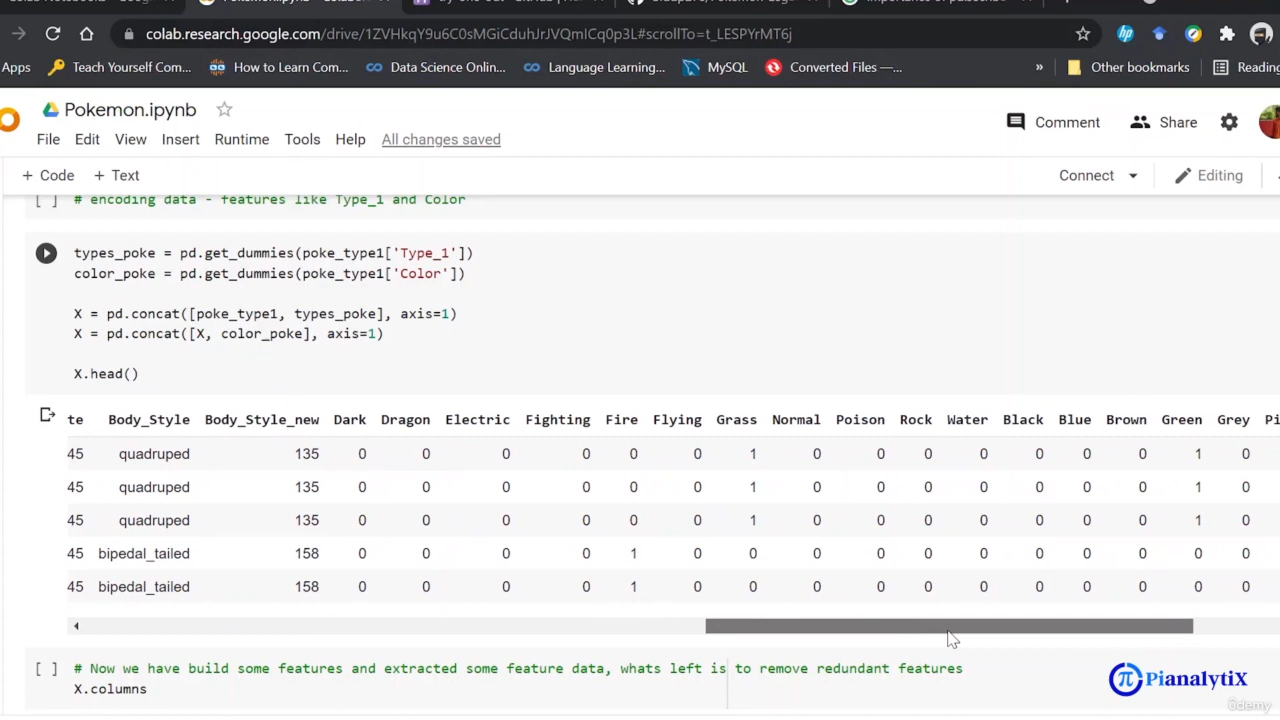 colab.research.google.com/drive/1ZVHkqY9u6C0sMGiCduhJrJVQmICq0p3L#scrollTo=t_LESPYrMT6j
Apps Teach Yourself Com... How to Learn Com... Data Science Onlin... Language Learning... MySQL Converted Files —... » Other bookmarks Reading
Pokemon.ipynb
Comment Share
File Edit View Insert Runtime Tools Help All changes saved
+ Code + Text Connect Editing
[ ] # encoding data - features like Type_1 and Color
types_poke = pd.get_dummies(poke_type1['Type_1'])
color_poke = pd.get_dummies(poke_type1['Color'])
X = pd.concat([poke_type1, types_poke], axis=1)
X = pd.concat([X, color_poke], axis=1)
X.head()
te Body_Style Body_Style_new Dark Dragon Electric Fighting Fire Flying Grass Normal Poison Rock Water Black Blue Brown Green Grey Pi
45 quadruped 135 0 0 0 0 0 0 1 0 0 0 0 0 0 0 1 0
45 quadruped 135 0 0 0 0 0 0 1 0 0 0 0 0 0 0 1 0
45 quadruped 135 0 0 0 0 0 0 1 0 0 0 0 0 0 0 1 0
45 bipedal_tailed 158 0 0 0 0 1 0 0 0 0 0 0 0 0 0 0 0
45 bipedal_tailed 158 0 0 0 0 1 0 0 0 0 0 0 0 0 0 0 0
[ ] # Now we have build some features and extracted some feature data, whats left is to remove redundant features
X.columns
PianalytiX
ûdemy